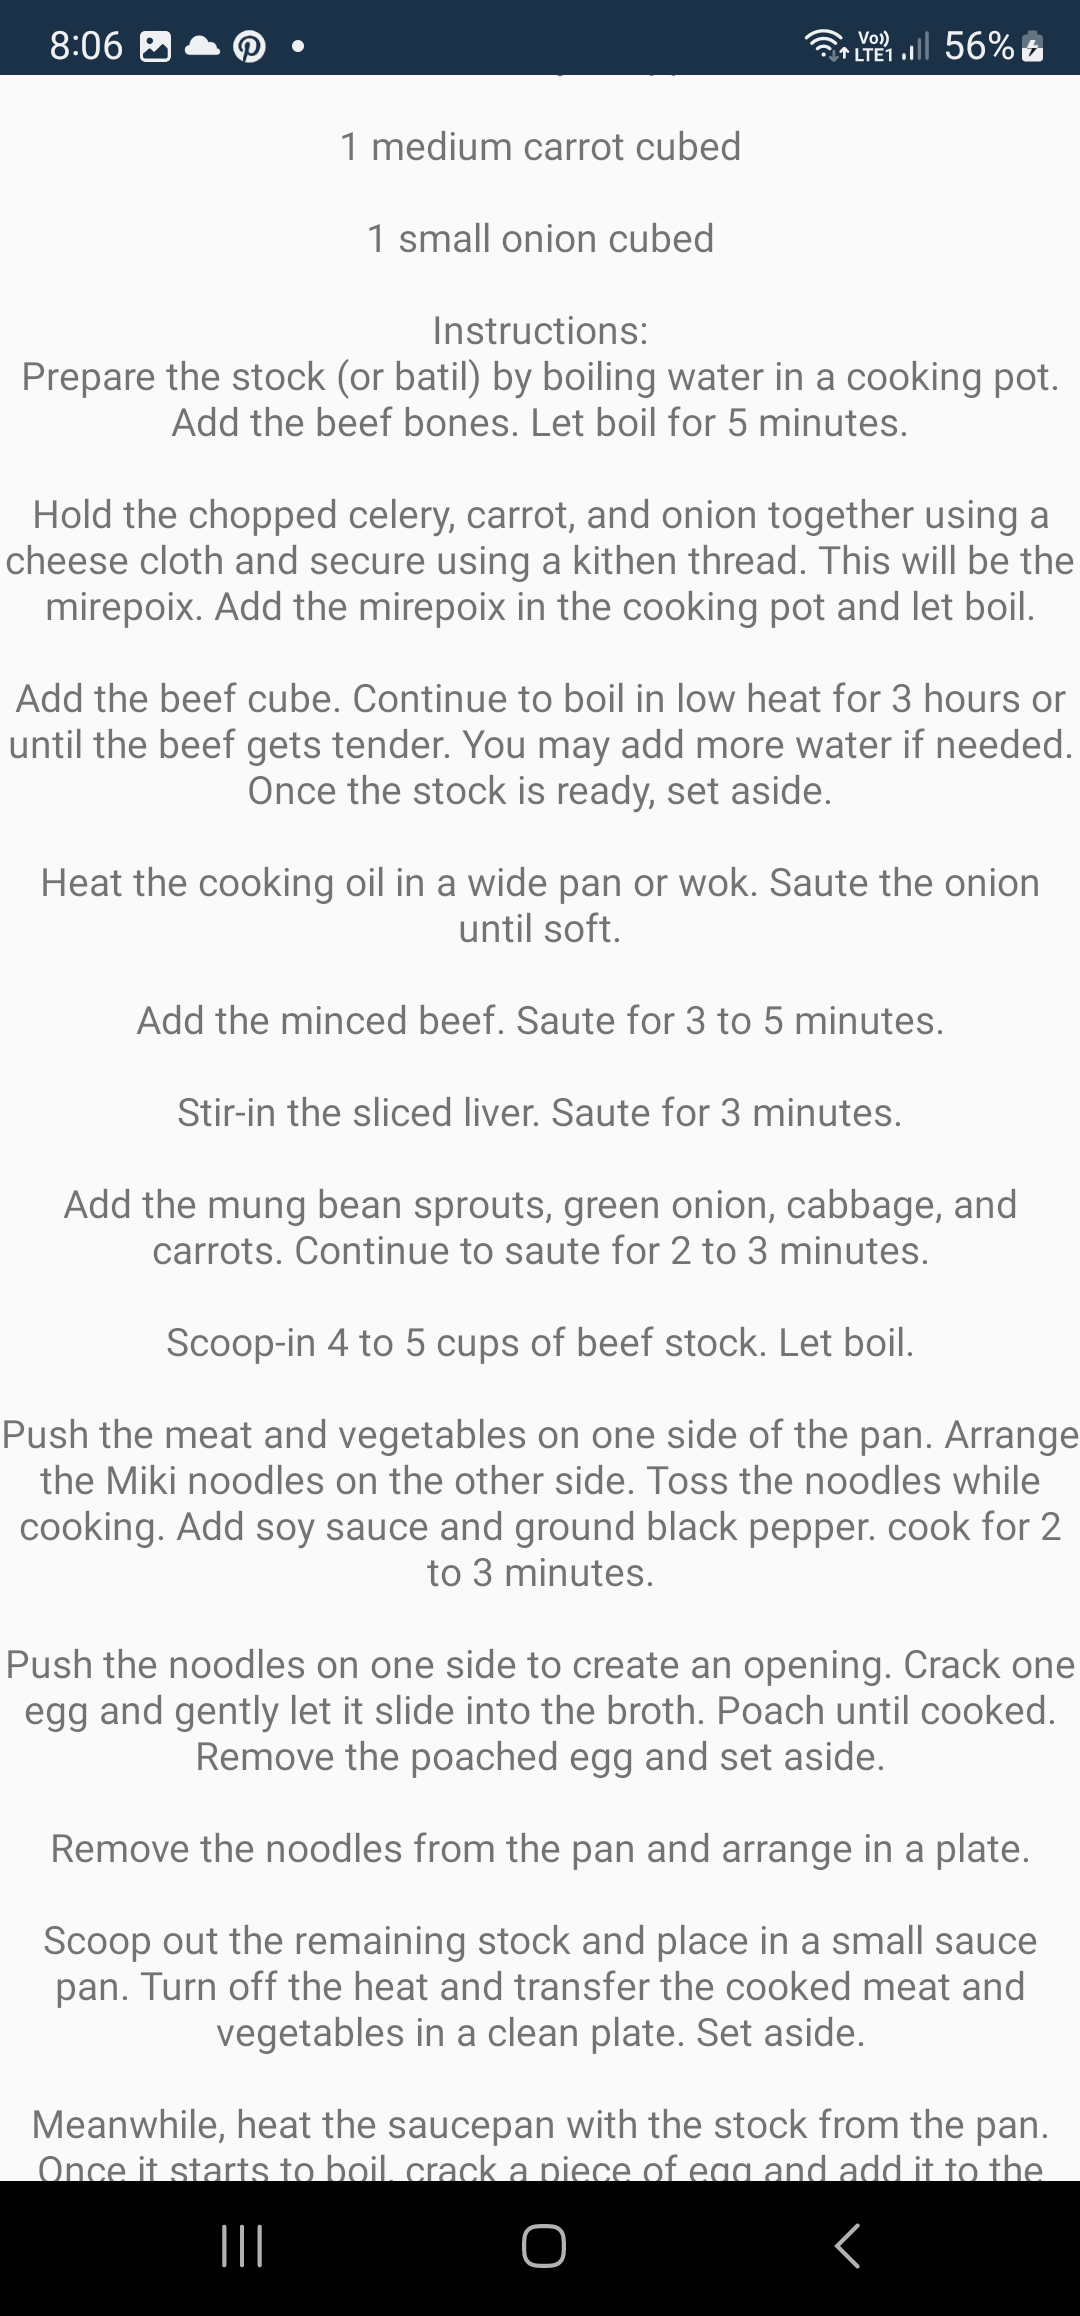 8:06
Vo))
LTE1
56%
1 medium carrot cubed
1 small onion cubed
Instructions:
Prepare the stock (or batil) by boiling water in a cooking pot.
Add the beef bones. Let boil for 5 minutes.
Hold the chopped celery, carrot, and onion together using a
cheese cloth and secure using a kithen thread. This will be the
mirepoix. Add the mirepoix in the cooking pot and let boil.
Add the beef cube. Continue to boil in low heat for 3 hours or
until the beef gets tender. You may add more water if needed.
Once the stock is ready, set aside.
Heat the cooking oil in a wide pan or wok. Saute the onion
until soft.
Add the minced beef. Saute for 3 to 5 minutes.
Stir-in the sliced liver. Saute for 3 minutes.
Add the mung bean sprouts, green onion, cabbage, and
carrots. Continue to saute for 2 to 3 minutes.
Scoop-in 4 to 5 cups of beef stock. Let boil.
Push the meat and vegetables on one side of the pan. Arrange
the Miki noodles on the other side. Toss the noodles while
cooking. Add soy sauce and ground black pepper. cook for 2
to 3 minutes.
Push the noodles on one side to create an opening. Crack one
egg and gently let it slide into the broth. Poach until cooked.
Remove the poached egg and set aside.
Remove the noodles from the pan and arrange in a plate.
Scoop out the remaining stock and place in a small sauce
pan. Turn off the heat and transfer the cooked meat and
vegetables in a clean plate. Set aside.
Meanwhile, heat the saucepan with the stock from the pan.
Once it starts to boil, crack a piece of egg and add it to the